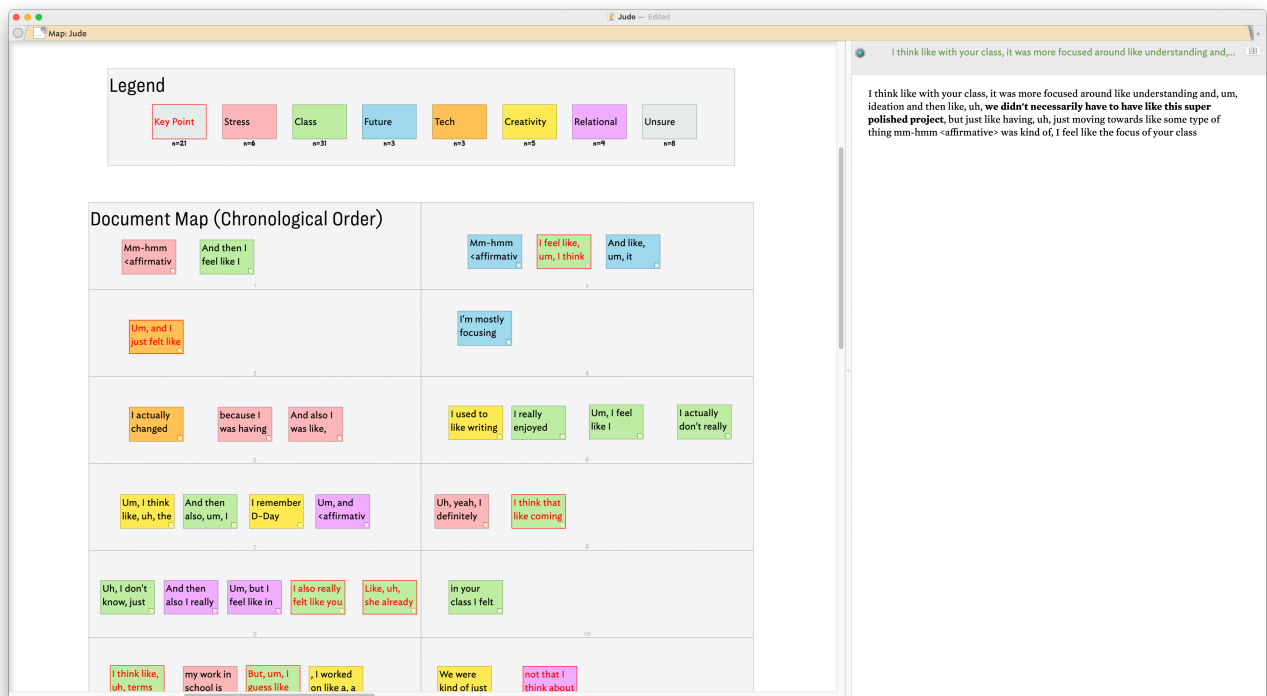 Jude — Edited
Map: Jude
Legend
Key Point
Stress
Class
Future
Tech
Creativity
Relational
Unsure
n=21
n=6
n=31
n=3
n=3
n=5
n=4
n=8
Document Map (Chronological Order)
Mm-hmm
<affirmativ
And then I
feel like I
1
Mm-hmm
<affirmativ
I feel like,
um, I think
And like,
um, it
2
Um, and I
just felt like
3
I'm mostly
focusing
4
I actually
changed
because I
was having
And also I
was like,
5
I used to
like writing
I really
enjoyed
Um, I feel
like I
I actually
don't really
6
Um, I think
like, uh, the
And then
also, um, I
I remember
D-Day
Um, and
<affirmativ
7
Uh, yeah, I
definitely
I think that
like coming
8
Uh, I don't
know, just
And then
also I really
Um, but I
feel like in
I also really
felt like you
Like, uh,
she already
9
in your
class I felt
10
I think like,
uh, terms
my work in
school is
But, um, I
guess like
, I worked
on like a, a
We were
kind of just
not that I
think about
I think like with your class, it was more focused around like understanding and,...
I think like with your class, it was more focused around like understanding and, um,
ideation and then like, uh, we didn't necessarily have to have like this super
polished project, but just like having, uh, just moving towards like some type of
thing mm-hmm <affirmative> was kind of, I feel like the focus of your class